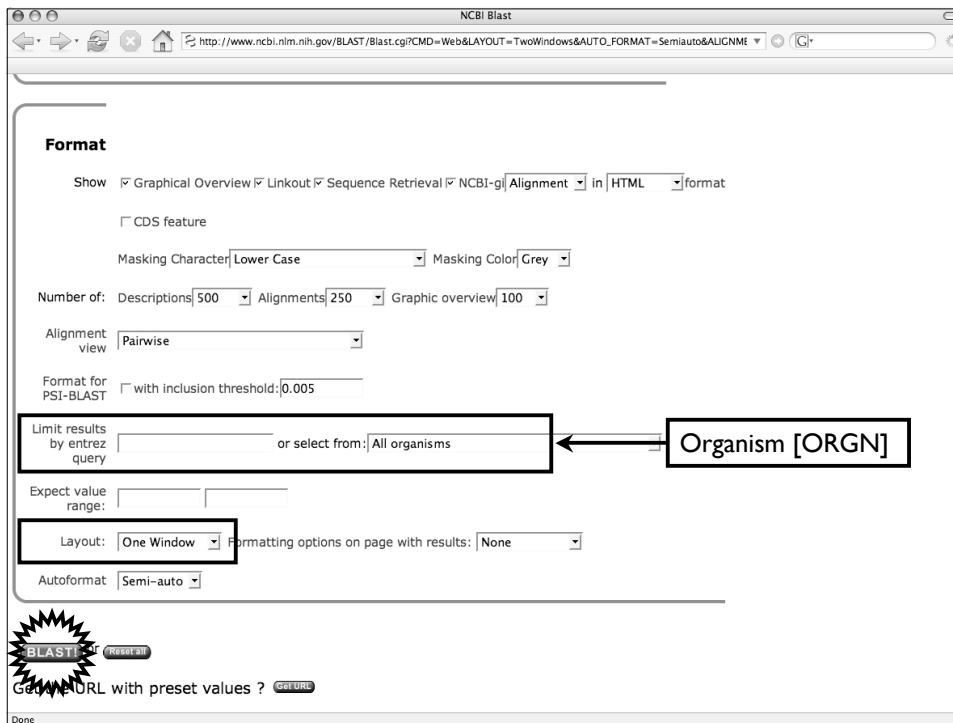 NCBI Blast
http://www.ncbi.nlm.nih.gov/BLAST/Blast.cgi?CMD=Web&LAYOUT=TwoWindows&AUTO_FORMAT=Semiauto&ALIGNME
G
Format
Show Graphical Overview Linkout Sequence Retrieval NCBI-gi Alignment in HTML format
CDS feature
Masking Character Lower Case Masking Color Grey
Number of: Descriptions 500 Alignments 250 Graphic overview 100
Alignment view Pairwise
Format for PSI-BLAST with inclusion threshold: 0.005
Limit results by entrez query or select from: All organisms
Organism [ORGN]
Expect value range:
Layout: One Window Formatting options on page with results: None
Autoformat Semi-auto
BLAST! or Reset all
Get the URL with preset values ? Get URL
Done